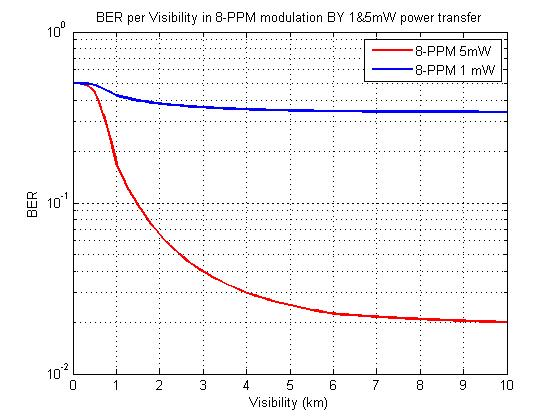 BER per Visibility in 8-PPM modulation BY 1&5mW power transfer
10^0
8-PPM 5mW
8-PPM 1 mW
10^-1
BER
10^-2
0 1 2 3 4 5 6 7 8 9 10
Visibility (km)